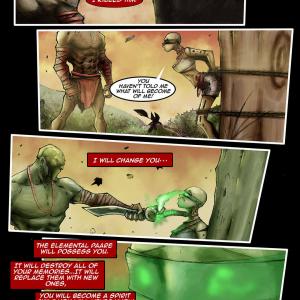 I KILLED HIM
YOU
HAVEN'T TOLD ME
WHAT WILL BECOME
OF ME!
I WILL CHANGE YOU...
THE ELEMENTAL PAARE
WILL POSSESS YOU.
IT WILL DESTROY ALL OF
YOUR MEMORIES...IT WILL
REPLACE THEM WITH NEW
ONES,
YOU WILL BECOME A SPIRIT